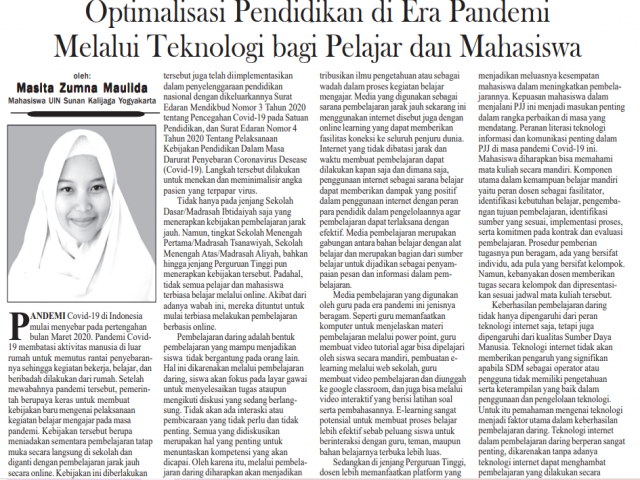 Optimalisasi Pendidikan di Era Pandemi
Melalui Teknologi bagi Pelajar dan Mahasiswa
oleh:
Masita Zumna Maulida
Mahasiswa UIN Sunan Kalijaga Yogyakarta
PANDEMI Covid-19 di Indonesia
mulai menyebar pada pertengahan
bulan Maret 2020. Pandemi Covid-
19 membatasi aktivitas manusia di luar
rumah untuk memutus rantai penyebaran-
nya sehingga kegiatan bekerja, belajar, dan
beribadah dilakukan dari rumah. Setelah
mewabahnya pandemi tersebut, pemerin-
tah berupaya keras untuk membuat
kebijakan baru mengenai pelaksanaan
kegiatan belajar mengajar pada masa
pandemi. Kebijakan tersebut berupa
meniadakan sementara pembelajaran tatap
muka secara langsung di sekolah dan
diganti dengan pembelajaran jarak jauh
secara online. Kebijakan ini diberlakukan
tersebut juga telah diimplementasikan
dalam penyelenggaraan pendidikan
nasional dengan dikeluarkannya Surat
Edaran Mendikbud Nomor 3 Tahun 2020
tentang Pencegahan Covid-19 pada Satuan
Pendidikan, dan Surat Edaran Nomor 4
Tahun 2020 Tentang Pelaksanaan
Kebijakan Pendidikan Dalam Masa
Darurat Penyebaran Coronavirus Desease
(Covid-19). Langkah tersebut dilakukan
untuk menekan dan meminimalisir angka
pasien yang terpapar virus.
Tidak hanya pada jenjang Sekolah
Dasar/Madrasah Ibtidaiyah saja yang
menerapkan kebijakan pembelajaran jarak
jauh. Namun, tingkat Sekolah Menengah
Pertama/Madrasah Tsanawiyah, Sekolah
Menengah Atas/Madrasah Aliyah, bahkan
hingga jenjang Perguruan Tinggi pun
menerapkan kebijakan tersebut. Padahal,
tidak semua pelajar dan mahasiswa
terbiasa belajar melalui online. Akibat dari
adanya wabah ini, mereka dituntut untuk
mulai terbiasa melakukan pembelajaran
berbasis online.
Pembelajaran daring adalah bentuk
pembelajaran yang mampu menjadikan
siswa tidak bergantung pada orang lain.
Hal ini dikarenakan melalui pembelajaran
daring, siswa akan fokus pada layar gawai
untuk menyelesaikan tugas ataupun
mengikuti diskusi yang sedang berlang-
sung. Tidak akan ada interaksi atau
pembicaraan yang tidak perlu dan tidak
penting. Semua yang didiskusikan
merupakan hal yang penting untuk
menuntaskan kompetensi yang akan
dicapai. Oleh karena itu, melalui pembela-
jaran daring diharapkan akan menjadikan
tribusikan ilmu pengetahuan atau sebagai
wadah dalam proses kegiatan belajar
mengajar. Media yang digunakan sebagai
sarana pembelajaran jarak jauh sekarang ini
menggunakan internet disebut juga dengan
online learning yang dapat memberikan
fasilitas koneksi ke seluruh penjuru dunia.
Internet yang tidak dibatasi jarak dan
waktu membuat pembelajaran dapat
dilakukan kapan saja dan dimana saja,
penggunaan internet sebagai sarana belajar
dapat memberikan dampak yang positif
dalam penggunaan internet dengan peran
para pendidik dalam pengeloIaannya agar
pembelajaran dapat terlaksana dengan
efektif. Media pembelajaran merupakan
gabungan antara bahan belajar dengan alat
belajar dan merupakan bagian dari sumber
belajar untuk dijadikan sebagai penyam-
paian pesan dan informasi dalam pem-
belajaran.
Media pembelajaran yang digunakan
oleh guru pada era pandemi ini jenisnya
beragam. Seperti guru memanfaatkan
komputer untuk menjelaskan materi
pembelajaran melalui power point, guru
membuat video tutorial agar bisa dipelajari
oleh siswa secara mandiri, pembuatan e-
learning melalui web sekolah, guru
membuat video pembelajaran dan diunggah
ke google classroom, dan juga bisa melalui
video interaktif yang berisi latihan soal
serta pembahasannya. E-learning sangat
potensial untuk membuat proses belajar
lebih efektif sebab peluang siswa untuk
berinteraksi dengan guru, teman, maupun
bahan belajarnya terbuka lebih luas.
Sedangkan di jenjang Perguruan Tinggi,
dosen lebih memanfaatkan platform yang
menjadikan meluasnya kesempatan
mahasiswa dalam meningkatkan pembela-
jarannya. Kepuasan mahasiswa dalam
menjalani PJJ ini menjadi masukan penting
dalam rangka perbaikan di masa yang
mendatang. Peranan literasi teknologi
informasi dan komunikasi penting dalam
PJJ di masa pandemi Covid-19 ini.
Mahasiswa diharapkan bisa memahami
mata kuliah secara mandiri. Komponen
utama dalam kemampuan belajar mandiri
yaitu peran dosen sebagai fasilitator,
identifikasi kebutuhan belajar, pengemba-
ngan tujuan pembelajaran, identifikasi
sumber yang sesuai, implementasi proses,
serta komitmen pada kontrak dan evaluasi
pembelajaran. Prosedur pemberian
tugasnya pun beragam, ada yang bersifat
individu, ada pula yang bersifat kelompok.
Namun, kebanyakan dosen memberikan
tugas secara kelompok dan dipresentasi-
kan sesuai jadwal mata kuliah tersebut.
Keberhasilan pembelajaran daring
tidak hanya dipengaruhi dari peran
teknologi internet saja, tetapi juga
dipengaruhi dari kualitas Sumber Daya
Manusia. Teknologi internet tidak akan
memberikan pengaruh yang signifikan
apabila SDM sebagai operator atau
pengguna tidak memiliki pengetahuan
serta keterampilan yang baik dalam
penggunaan dan pengelolaan teknologi.
Untuk itu pemahaman mengenai teknologi
menjadi faktor utama dalam keberhasilan
pembelajaran daring. Teknologi internet
dalam pembelajaran daring berperan sangat
penting, dikarenakan tanpa adanya
teknologi internet dapat menghambat
pembelajaran yang dilakukan secara